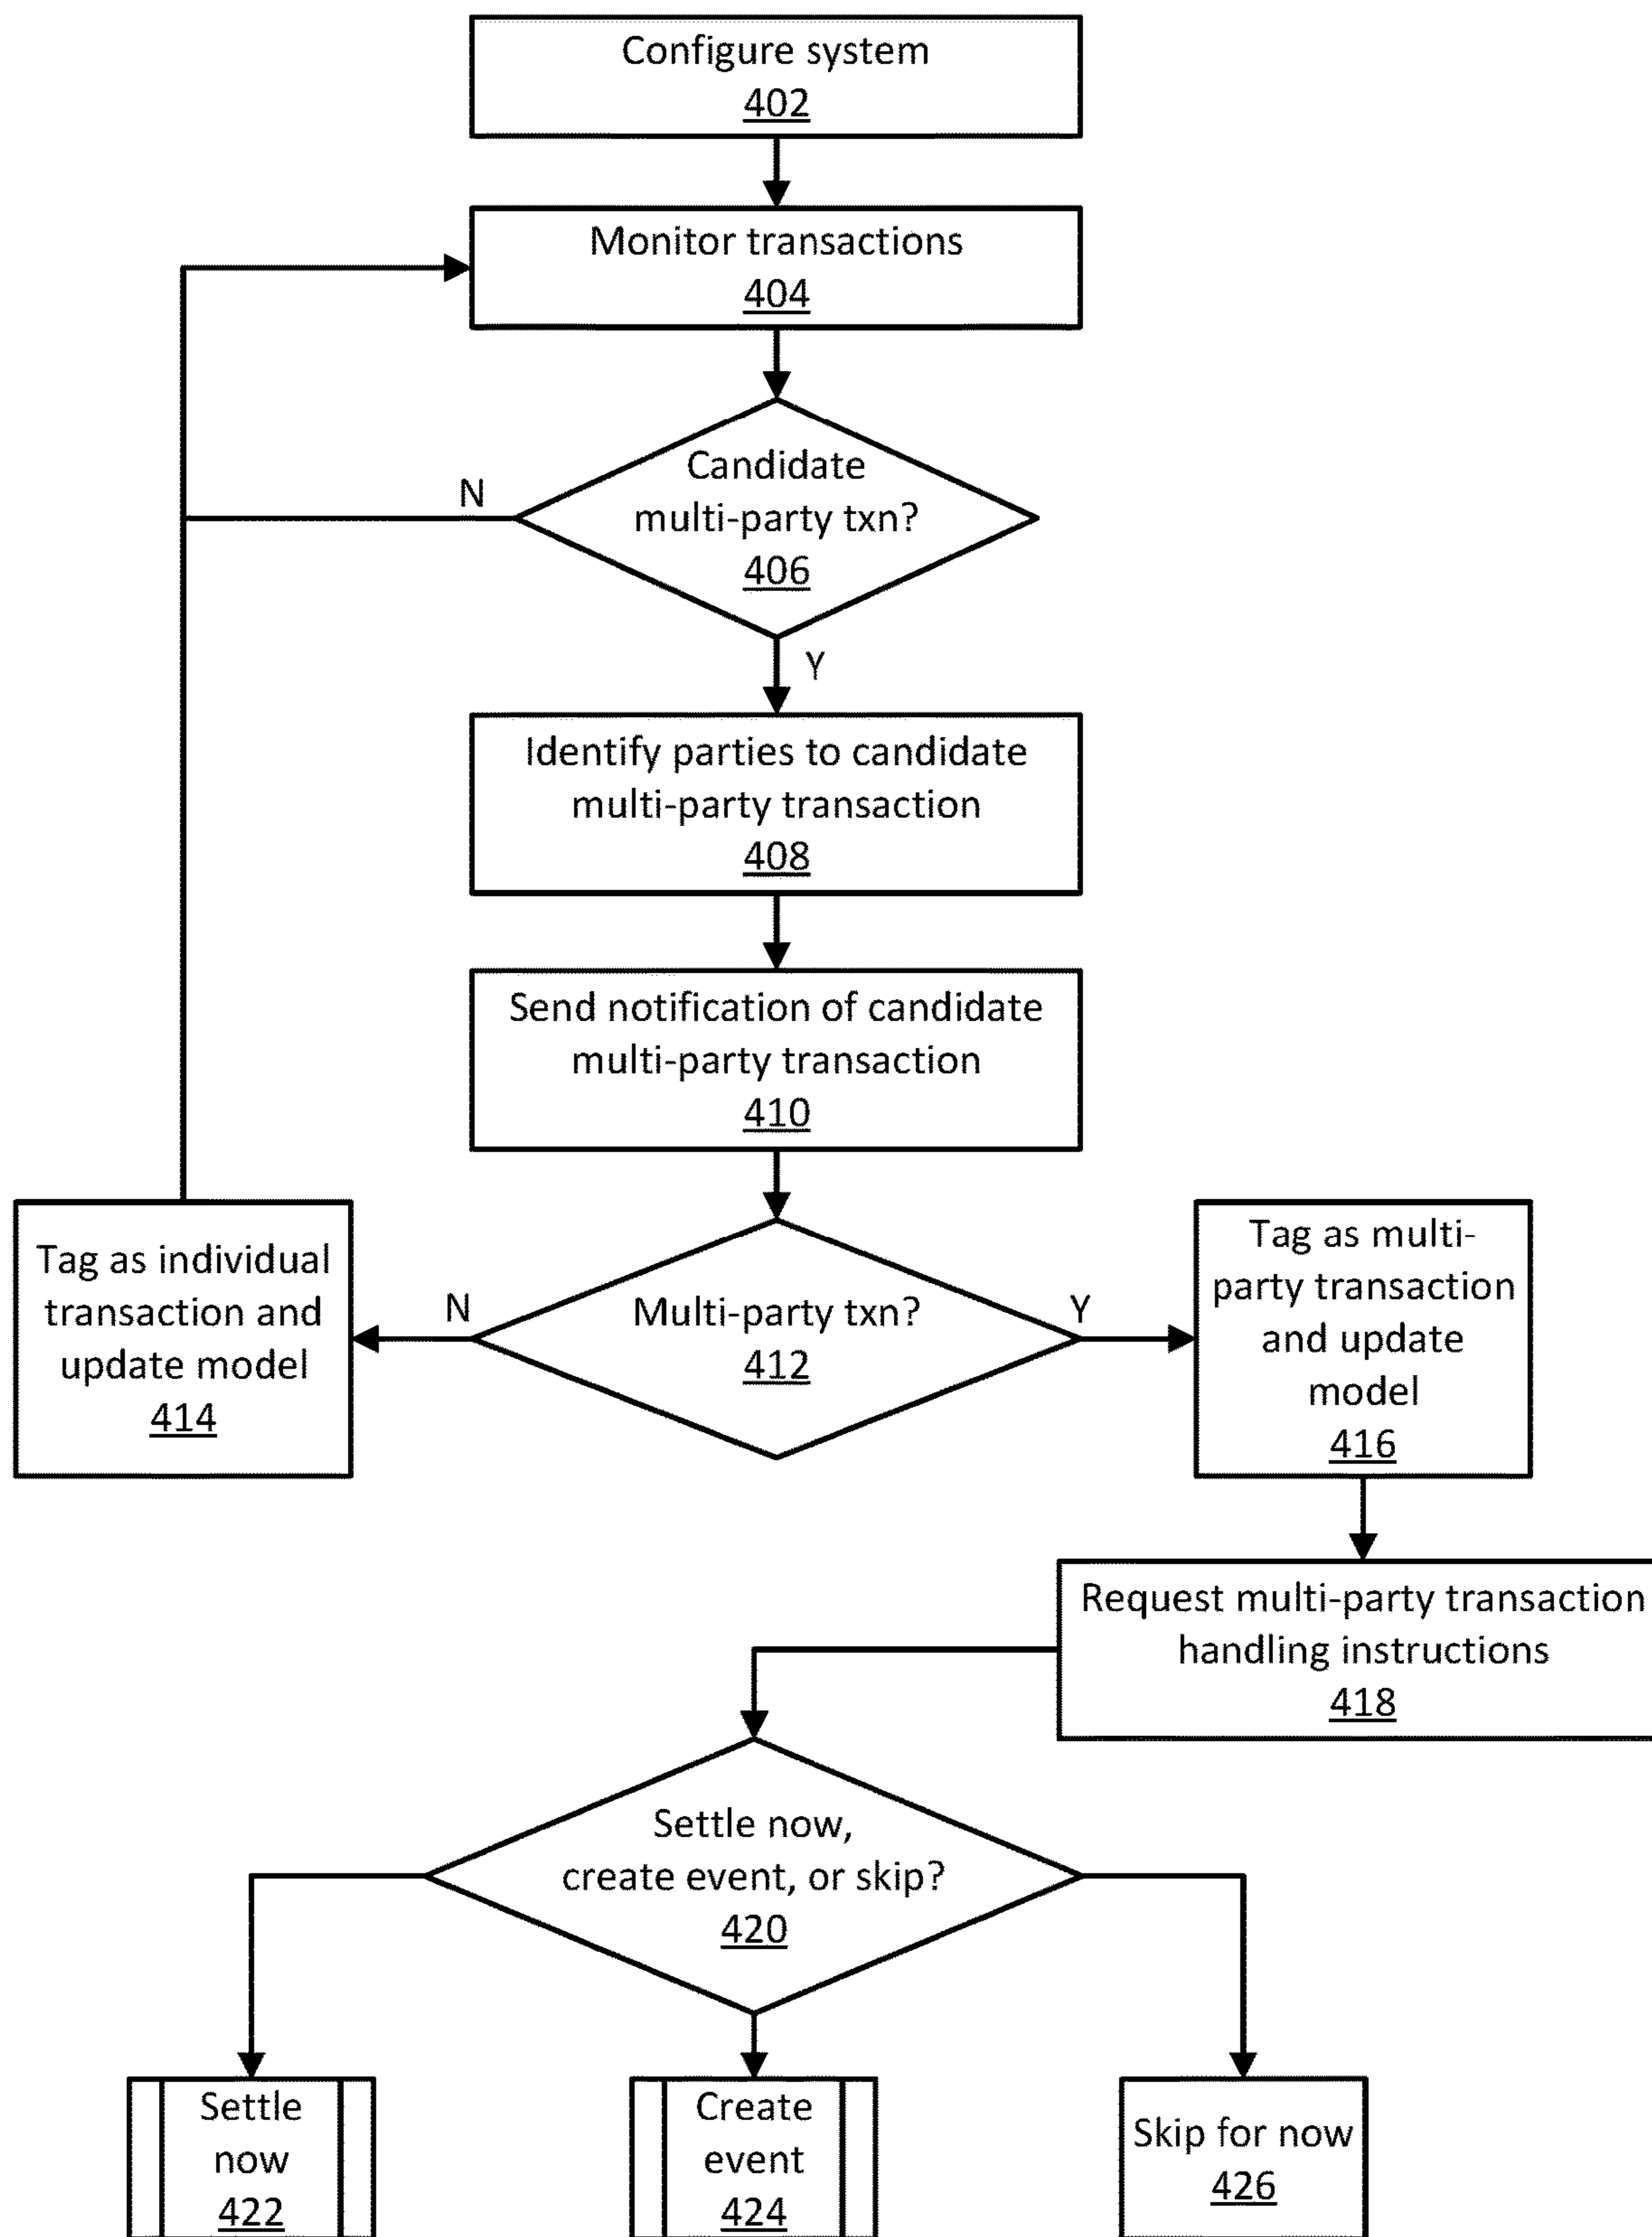 Configure system
402
Monitor transactions
404
Candidate
multi-party txn?
406
N
Y
Identify parties to candidate
multi-party transaction
408
Send notification of candidate
multi-party transaction
410
Tag as individual
transaction and
update model
414
N
Multi-party txn?
412
Y
Tag as multi-
party transaction
and update
model
416
Request multi-party transaction
handling instructions
418
Settle now,
create event, or skip?
420
Settle
now
422
Create
event
424
Skip for now
426